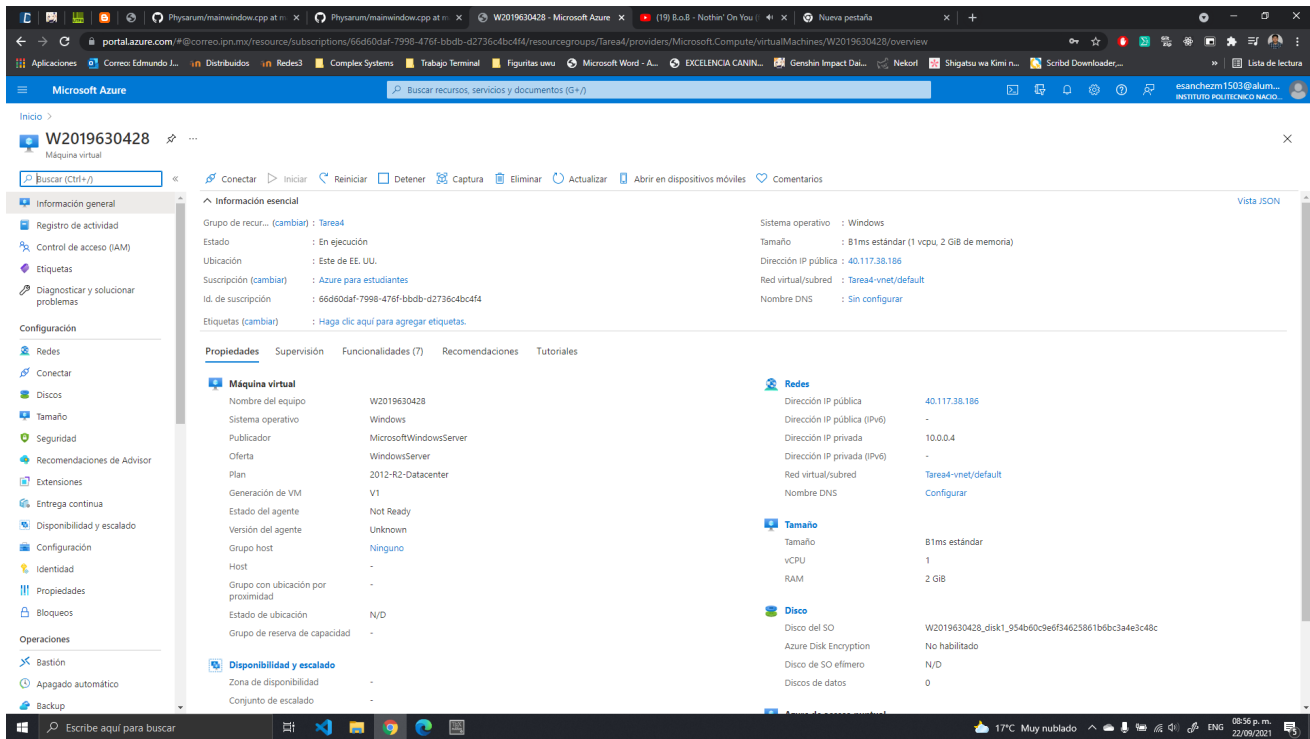 Physarum/mainwindow.cpp at m
Physarum/mainwindow.cpp at m
W2019630428 - Microsoft Azure
(19) B.o.B - Nothin' On You (
Nueva pestaña
portal.azure.com/#@correo.ipn.mx/resource/subscriptions/66d60daf-7998-476f-bbdb-d2736c4bc4f4/resourcegroups/Tarea4/providers/Microsoft.Compute/virtualMachines/W2019630428/overview
Aplicaciones Correo: Edmundo J... Distribuidos Redes3 Complex Systems Trabajo Terminal Figuritas uwu Microsoft Word - A... EXCELENCIA CANIN... Genshin Impact Dai... Nekorl Shigatsu wa Kimi n... Scribd Downloader,... » Lista de lectura
Microsoft Azure
Buscar recursos, servicios y documentos (G+/)
esanchezm1503@alum...
INSTITUTO POLITECNICO NACIO...
Inicio >
W2019630428
Máquina virtual
Buscar (Ctrl+/)
«
Conectar Iniciar Reiniciar Detener Captura Eliminar Actualizar Abrir en dispositivos móviles Comentarios
Información general
Registro de actividad
Control de acceso (IAM)
Etiquetas
Diagnosticar y solucionar
problemas
Configuración
Redes
Conectar
Discos
Tamaño
Seguridad
Recomendaciones de Advisor
Extensiones
Entrega continua
Disponibilidad y escalado
Configuración
Identidad
Propiedades
Bloqueos
Operaciones
Bastión
Apagado automático
Backup
Información esencial
Vista JSON
Grupo de recur... (cambiar) : Tarea4
Estado : En ejecución
Ubicación : Este de EE. UU.
Suscripción (cambiar) : Azure para estudiantes
Id. de suscripción : 66d60daf-7998-476f-bbdb-d2736c4bc4f4
Etiquetas (cambiar) : Haga clic aquí para agregar etiquetas.
Sistema operativo : Windows
Tamaño : B1ms estándar (1 vcpu, 2 GiB de memoria)
Dirección IP pública : 40.117.38.186
Red virtual/subred : Tarea4-vnet/default
Nombre DNS : Sin configurar
Propiedades Supervisión Funcionalidades (7) Recomendaciones Tutoriales
Máquina virtual
Nombre del equipo W2019630428
Sistema operativo Windows
Publicador MicrosoftWindowsServer
Oferta WindowsServer
Plan 2012-R2-Datacenter
Generación de VM V1
Estado del agente Not Ready
Versión del agente Unknown
Grupo host Ninguno
Host -
Grupo con ubicación por
proximidad -
Estado de ubicación N/D
Grupo de reserva de capacidad -
Disponibilidad y escalado
Zona de disponibilidad -
Conjunto de escalado -
Redes
Dirección IP pública 40.117.38.186
Dirección IP pública (IPv6) -
Dirección IP privada 10.0.0.4
Dirección IP privada (IPv6) -
Red virtual/subred Tarea4-vnet/default
Nombre DNS Configurar
Tamaño
Tamaño B1ms estándar
vCPU 1
RAM 2 GiB
Disco
Disco del SO W2019630428_disk1_954b60c9e6f34625861b6bc3a4e3c48c
Azure Disk Encryption No habilitado
Disco de SO efímero N/D
Discos de datos 0
Escribe aquí para buscar
17°C Muy nublado
ENG
08:56 p. m.
22/09/2021